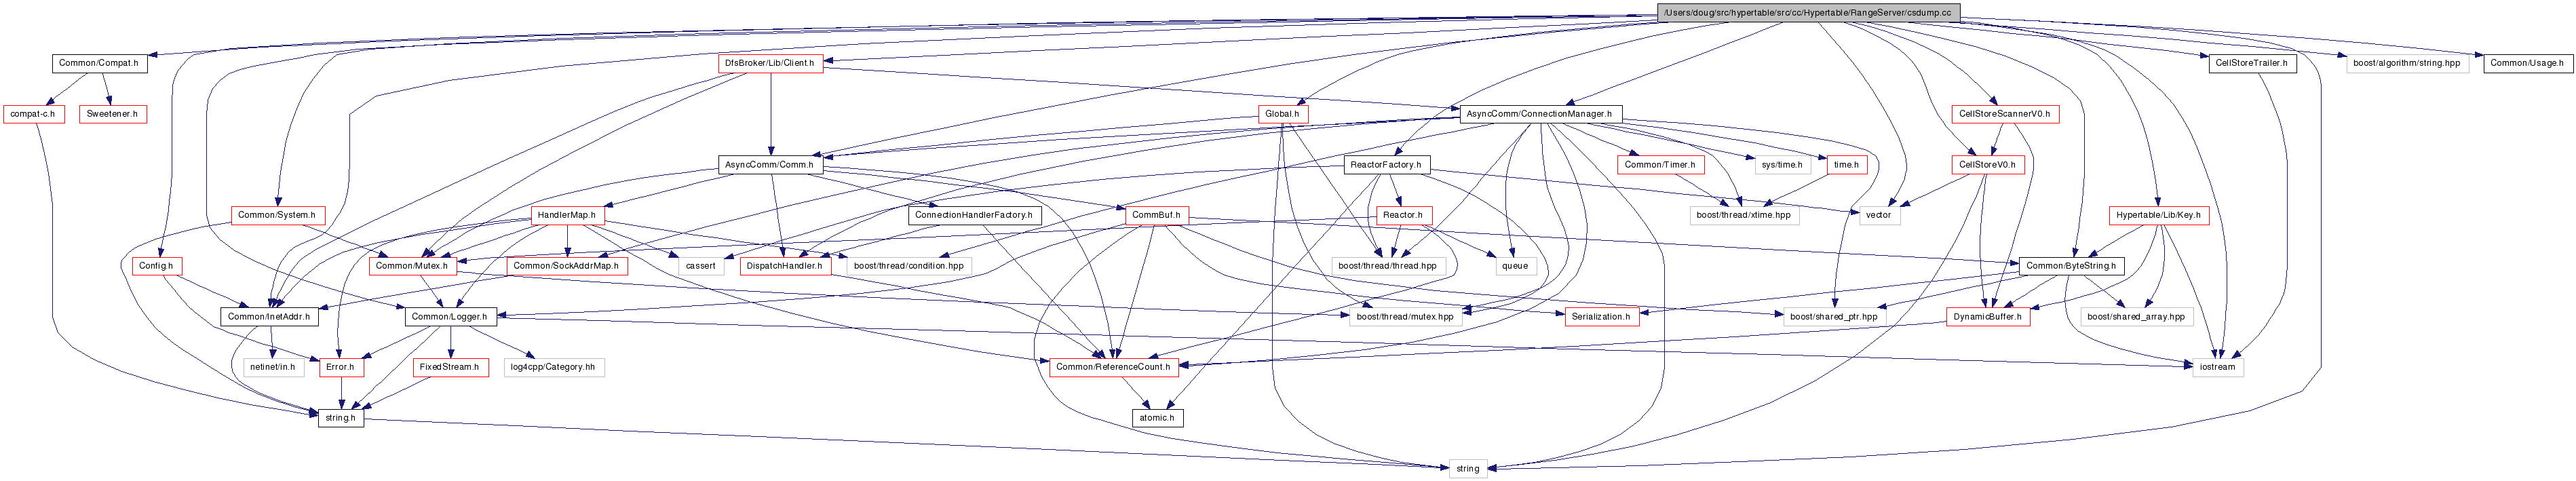 /Users/doug/src/hypertable/src/cc/Hypertable/RangeServer/csdump.cc
Common/Compat.h
DfsBroker/Lib/Client.h
CellStoreTrailer.h
boost/algorithm/string.hpp
Common/Usage.h
compat-c.h
Sweetener.h
Global.h
AsyncComm/ConnectionManager.h
CellStoreScannerV0.h
AsyncComm/Comm.h
ReactorFactory.h
Common/Timer.h
sys/time.h
time.h
CellStoreV0.h
Common/System.h
HandlerMap.h
ConnectionHandlerFactory.h
CommBuf.h
Reactor.h
boost/thread/xtime.hpp
vector
Hypertable/Lib/Key.h
Config.h
Common/Mutex.h
Common/SockAddrMap.h
cassert
DispatchHandler.h
boost/thread/condition.hpp
boost/thread/thread.hpp
queue
Common/ByteString.h
Common/InetAddr.h
Common/Logger.h
boost/thread/mutex.hpp
Serialization.h
boost/shared_ptr.hpp
DynamicBuffer.h
boost/shared_array.hpp
netinet/in.h
Error.h
FixedStream.h
log4cpp/Category.hh
Common/ReferenceCount.h
iostream
string.h
atomic.h
string